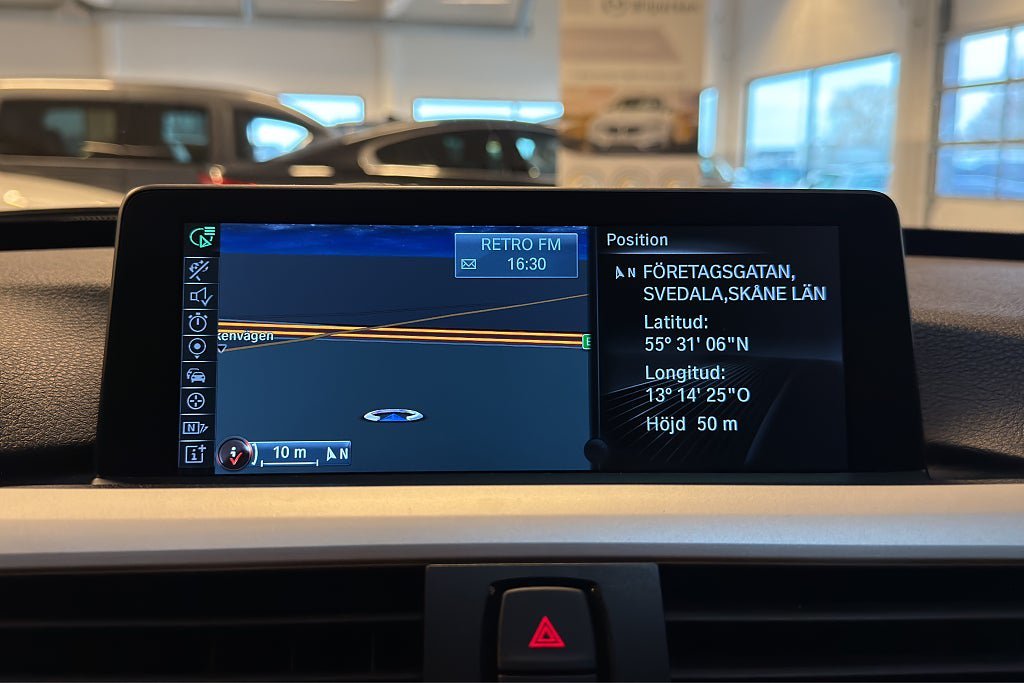 RETRO FM
16:30
kenvägen
E
10 m
N
Position
N FÖRETAGSGATAN,
SVEDALA,SKÅNE LÄN
Latitud:
55° 31' 06"N
Longitud:
13° 14' 25"O
Höjd 50 m
N
i